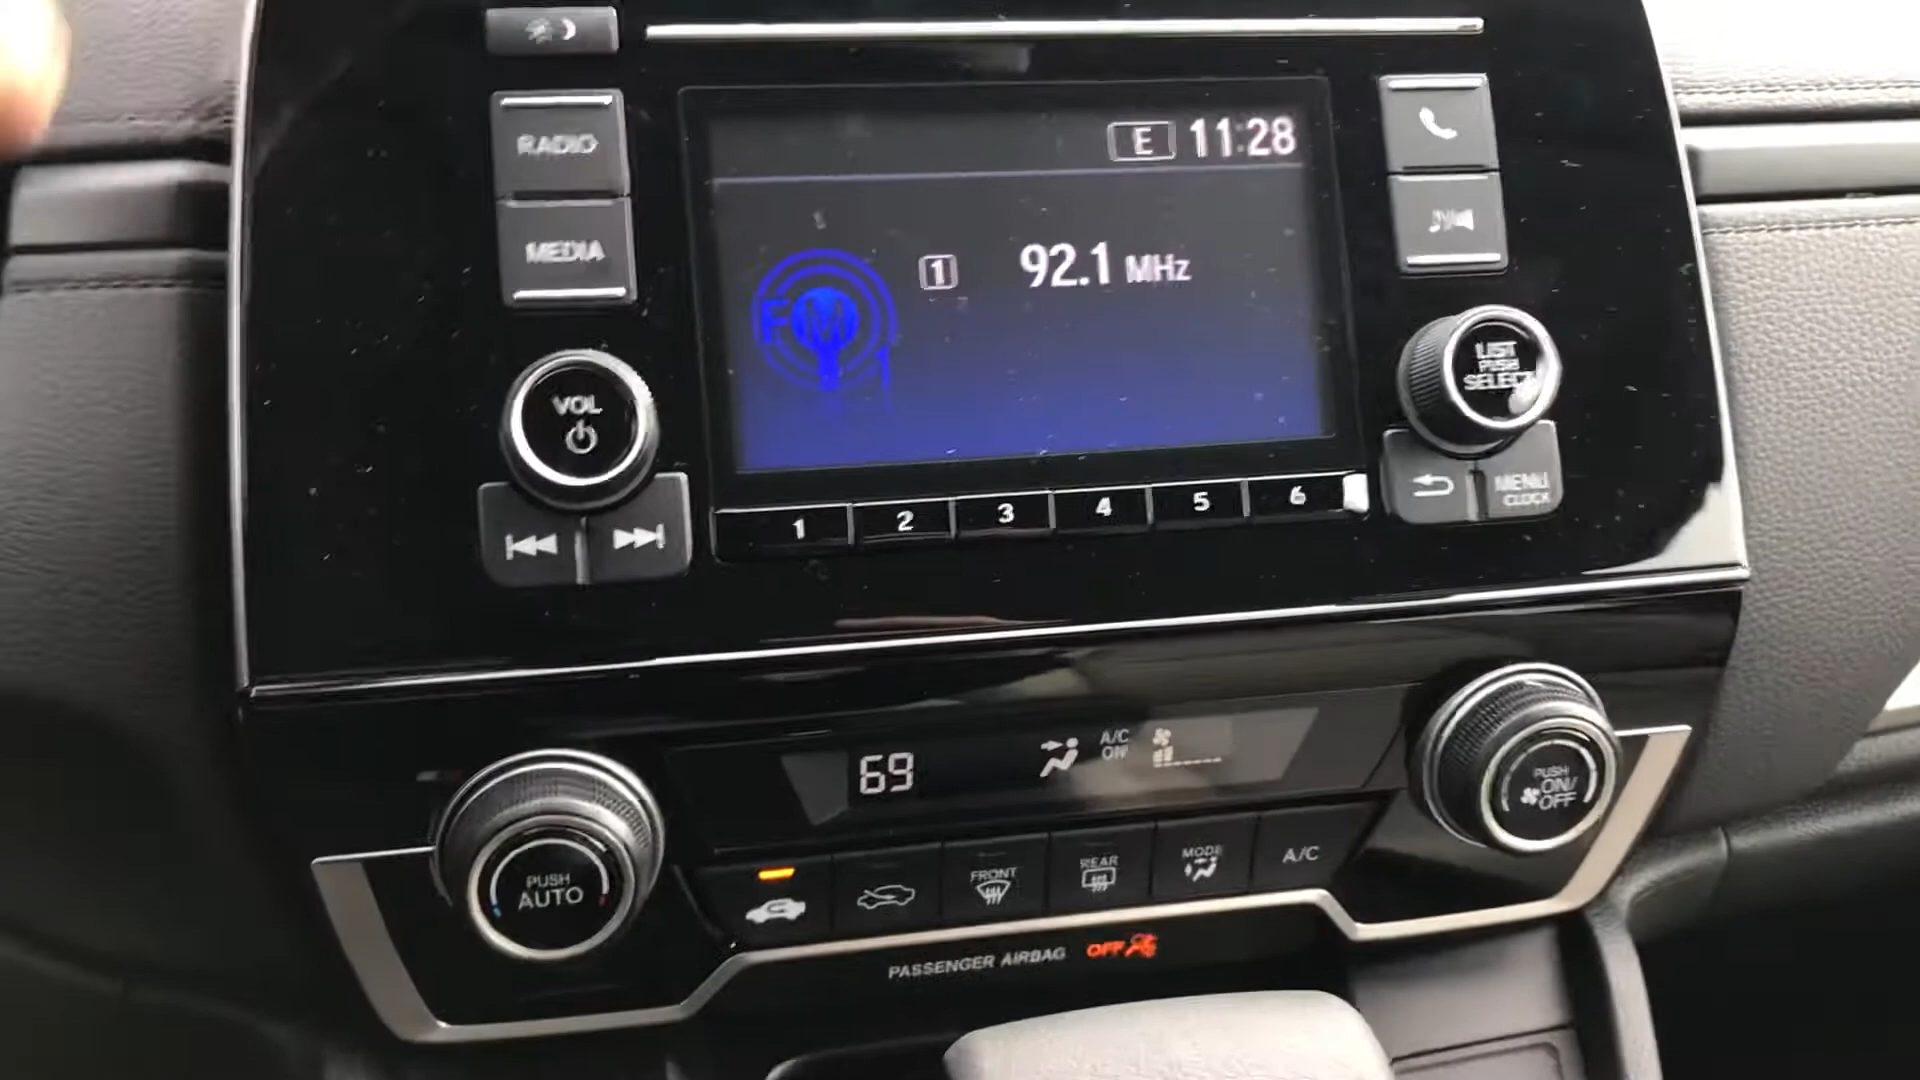 RADIO
MEDIA
VOL
E 11:28
FM1
1 92.1 MHz
LIST
PUSH
SELECT
MENU
CLOCK
1 2 3 4 5 6
69
A/C
ON
PUSH
ON/
OFF
PUSH
AUTO
FRONT
REAR
MODE
A/C
PASSENGER AIRBAG OFF